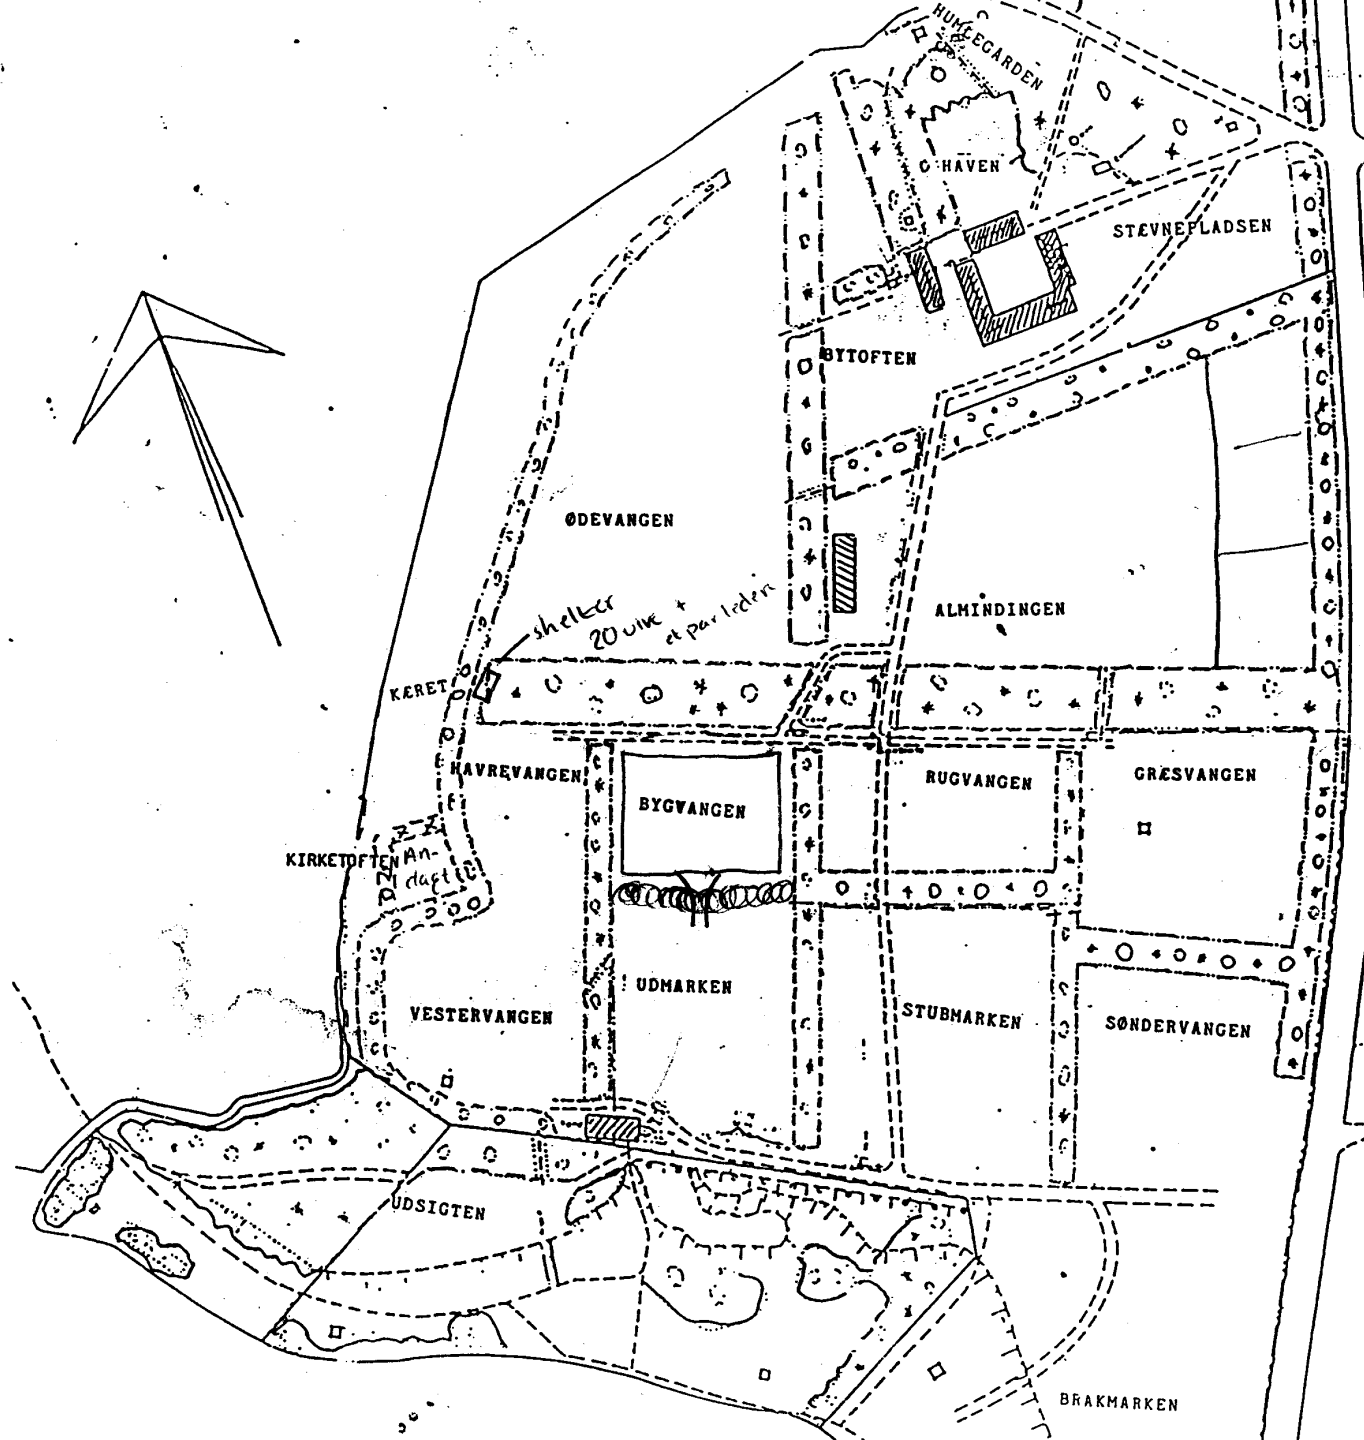 HUMLEGÅRDEN
HAVEN
STÆVNEPLADSEN
BYTOFTEN
ØDEVANGEN
shelter
20 ulve +
et par ledere
ALMINDINGEN
KÆRET
HAVREVANGEN
BYGVANGEN
RUGVANGEN
GRÆSVANGEN
KIRKETOFTEN
An-
dagt
UDMARKEN
VESTERVANGEN
STUBMARKEN
SØNDERVANGEN
UDSIGTEN
BRAKMARKEN